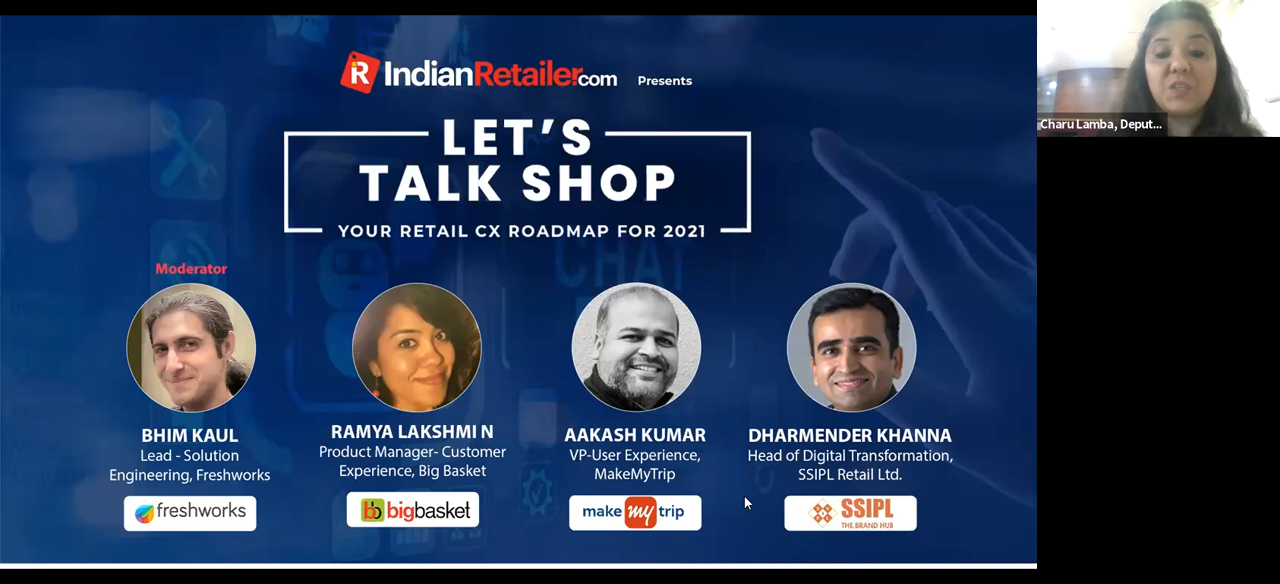 IndianRetailer.com Presents
LET'S
TALK SHOP
YOUR RETAIL CX ROADMAP FOR 2021
Charu Lamba, Deput...
Moderator
BHIM KAUL
Lead - Solution
Engineering, Freshworks
freshworks
RAMYA LAKSHMI N
Product Manager- Customer
Experience, Big Basket
bb bigbasket
AAKASH KUMAR
VP-User Experience,
MakeMyTrip
make my trip
DHARMENDER KHANNA
Head of Digital Transformation,
SSIPL Retail Ltd.
SSIPL
THE BRAND HUB
CHAT